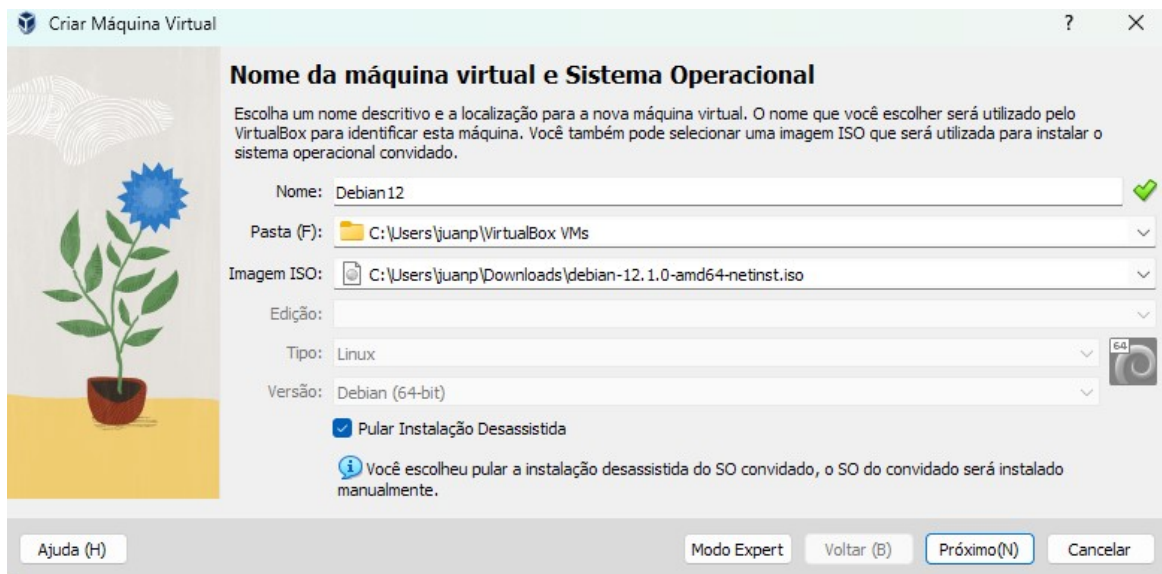 Criar Máquina Virtual
?
Nome da máquina virtual e Sistema Operacional
Escolha um nome descritivo e a localização para a nova máquina virtual. O nome que você escolher será utilizado pelo
VirtualBox para identificar esta máquina. Você também pode selecionar uma imagem ISO que será utilizada para instalar o
sistema operacional convidado.
Nome: Debian12
Pasta (F): C:\Users\juanp\VirtualBox VMs
Imagem ISO: C:\Users\juanp\Downloads\debian-12.1.0-amd64-netinst.iso
Edição:
Tipo: Linux
64
Versão: Debian (64-bit)
Pular Instalação Desassistida
Você escolheu pular a instalação desassistida do SO convidado, o SO do convidado será instalado
manualmente.
Ajuda (H) Modo Expert Voltar (B) Próximo(N) Cancelar